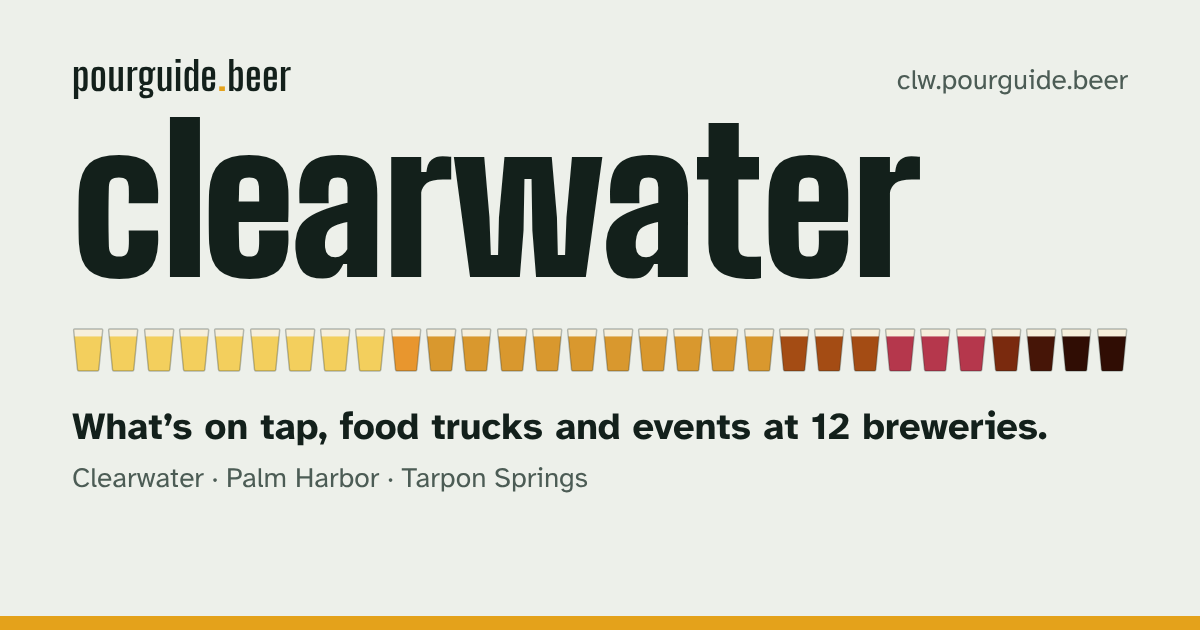 pourguide.beer
clw.pourguide.beer
clearwater
What’s on tap, food trucks and events at 12 breweries.
Clearwater · Palm Harbor · Tarpon Springs